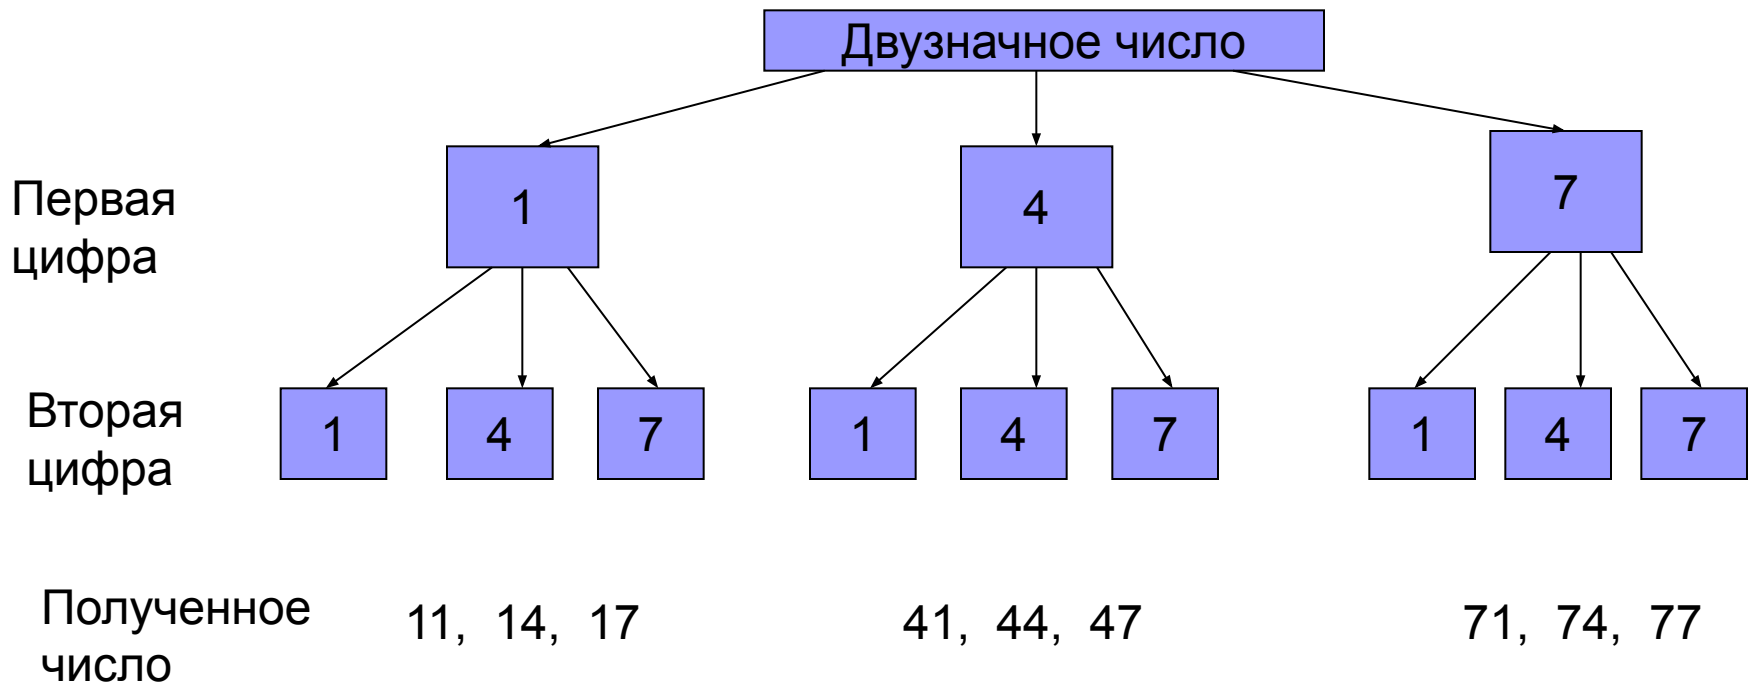 Двузначное число
Первая
цифра
1 4 7
Вторая
цифра
1 4 7 1 4 7 1 4 7
Полученное
число
11, 14, 17 41, 44, 47 71, 74, 77